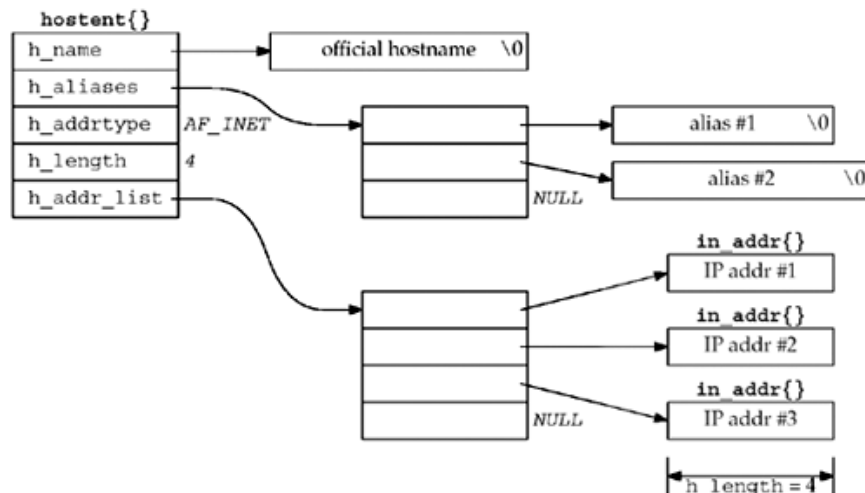 hostent{}
h_name
official hostname \0
h_aliases
h_addrtype AF_INET
alias #1 \0
h_length 4
alias #2 \0
h_addr_list
NULL
in_addr{}
IP addr #1
in_addr{}
IP addr #2
in_addr{}
IP addr #3
NULL
h_length = 4